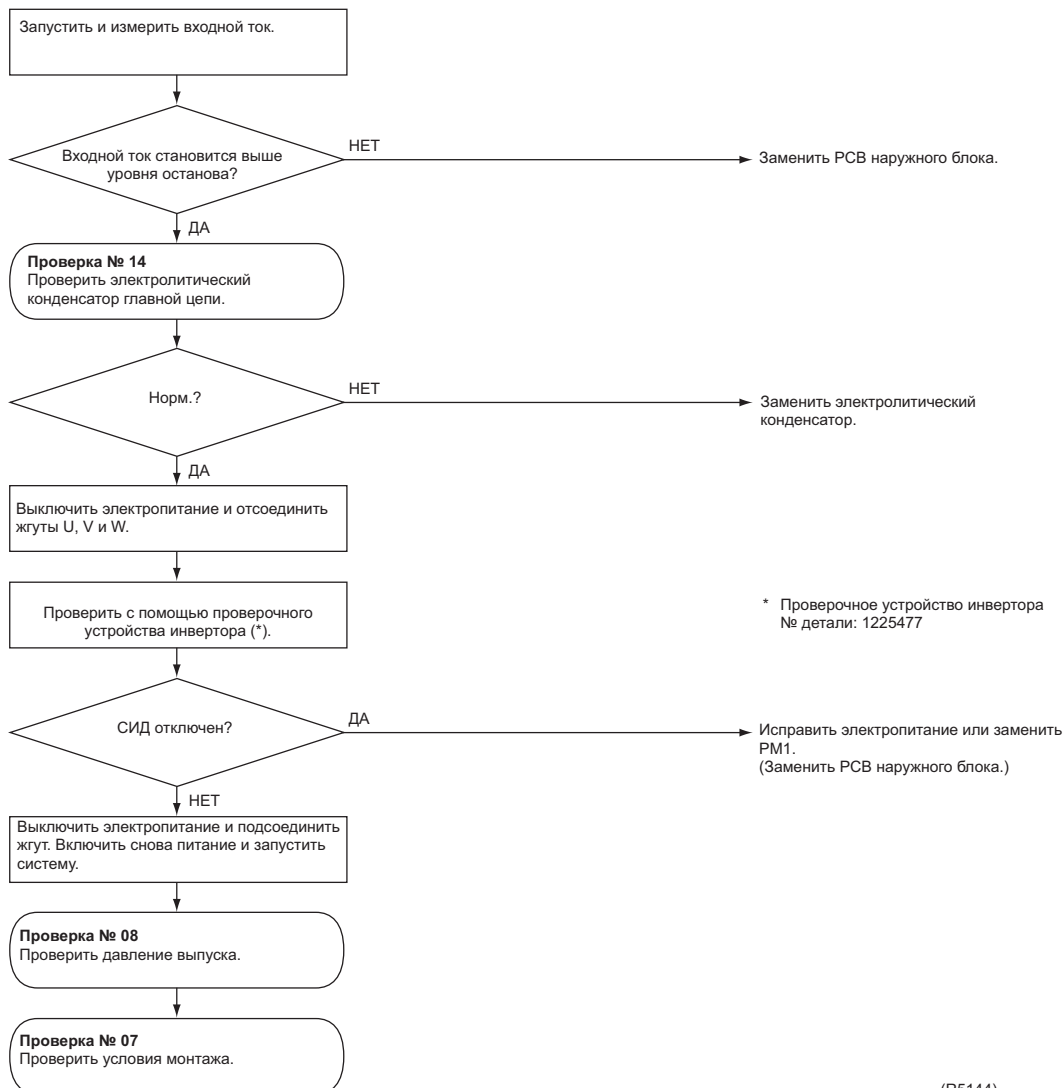 Запустить и измерить входной ток.
Входной ток становится выше
уровня останова?
НЕТ
Заменить PCB наружного блока.
ДА
Проверка № 14
Проверить электролитический
конденсатор главной цепи.
Норм.?
НЕТ
Заменить электролитический
конденсатор.
ДА
Выключить электропитание и отсоединить
жгуты U, V и W.
Проверить с помощью проверочного
устройства инвертора (*).
* Проверочное устройство инвертора
№ детали: 1225477
СИД отключен?
ДА
Исправить электропитание или заменить
PM1.
(Заменить PCB наружного блока.)
НЕТ
Выключить электропитание и подсоединить
жгут. Включить снова питание и запустить
систему.
Проверка № 08
Проверить давление выпуска.
Проверка № 07
Проверить условия монтажа.
(R5144)